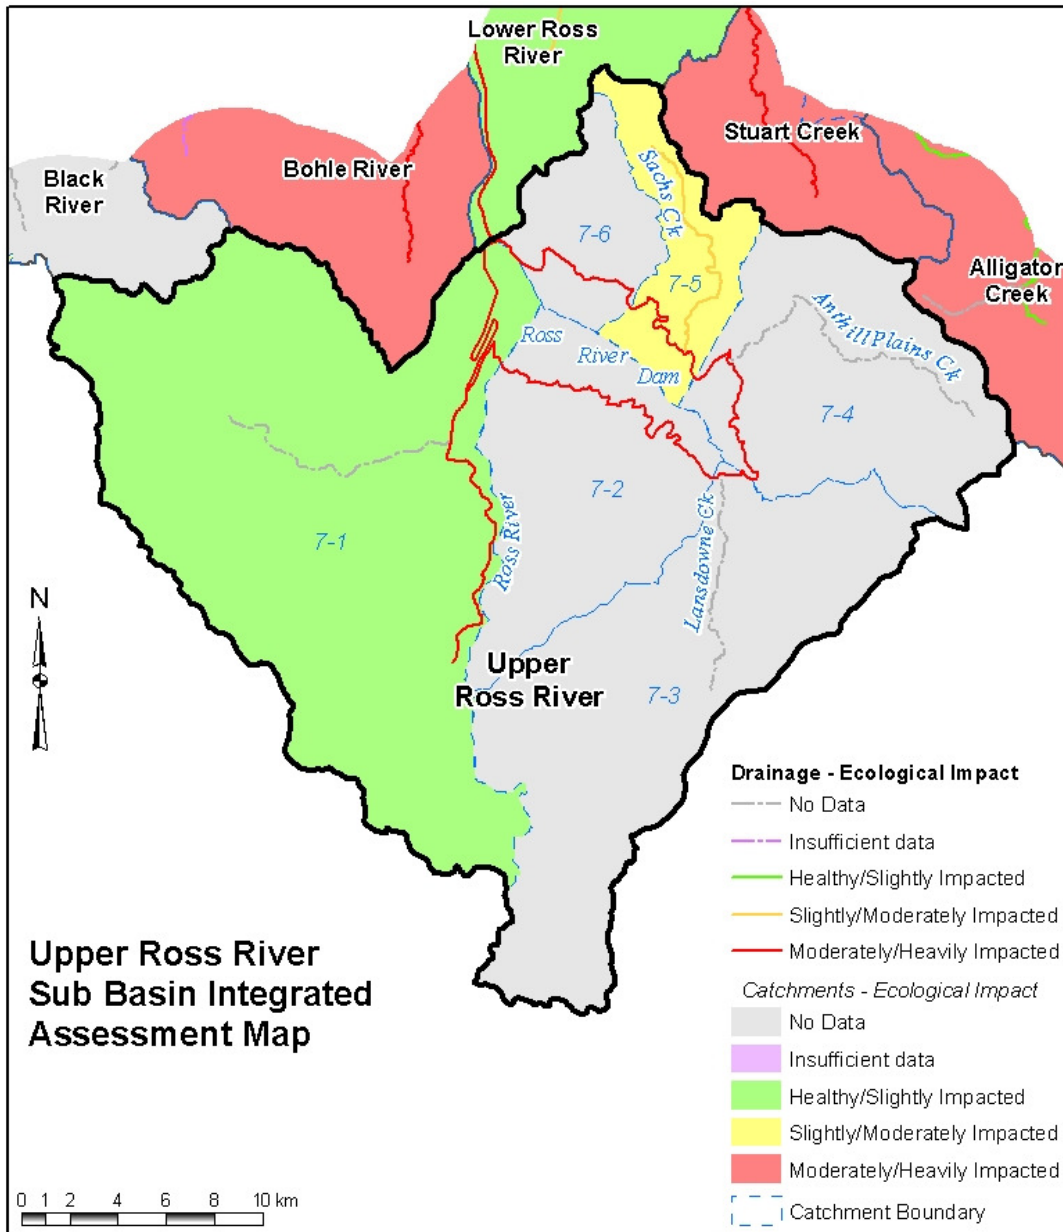 Lower Ross
River
Stuart Creek
Bohle River
Black
River
Alligator
Creek
Sachs Ck
7-6
7-5
Anthill Plains Ck
Ross
River
Dam
7-4
7-2
7-1
Ross River
Lansdowne Ck
N
Upper
Ross River
7-3
Upper Ross River
Sub Basin Integrated
Assessment Map
0 1 2 4 6 8 10 km
Drainage - Ecological Impact
No Data
Insufficient data
Healthy/Slightly Impacted
Slightly/Moderately Impacted
Moderately/Heavily Impacted
Catchments - Ecological Impact
No Data
Insufficient data
Healthy/Slightly Impacted
Slightly/Moderately Impacted
Moderately/Heavily Impacted
Catchment Boundary